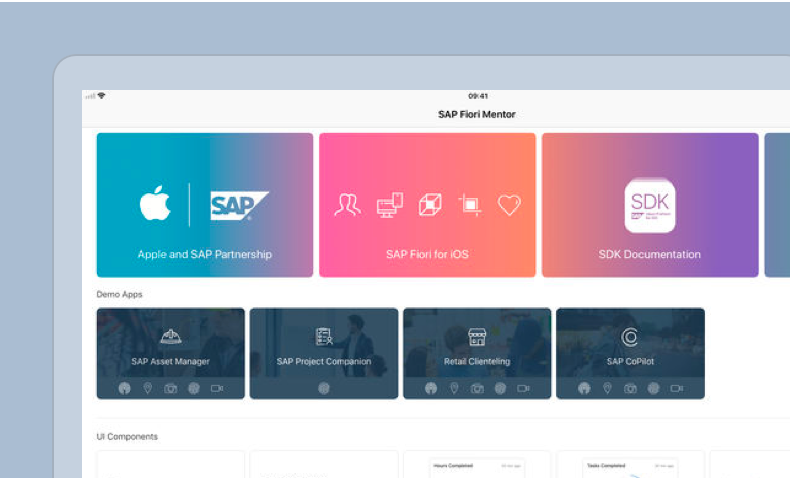 09:41
SAP Fiori Mentor
SAP
Apple and SAP Partnership
SAP Fiori for iOS
SDK
SAP
SDK Documentation
Demo Apps
SAP Asset Manager
SAP Project Companion
Retail Clienteling
SAP CoPilot
UI Components
Hours Completed
Tasks Completed